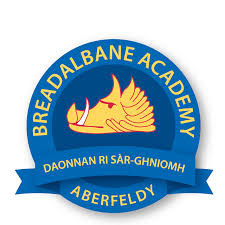 BREADALBANE ACADEMY
DAONNAN RI SÀR-GHNIOMH
ABERFELDY